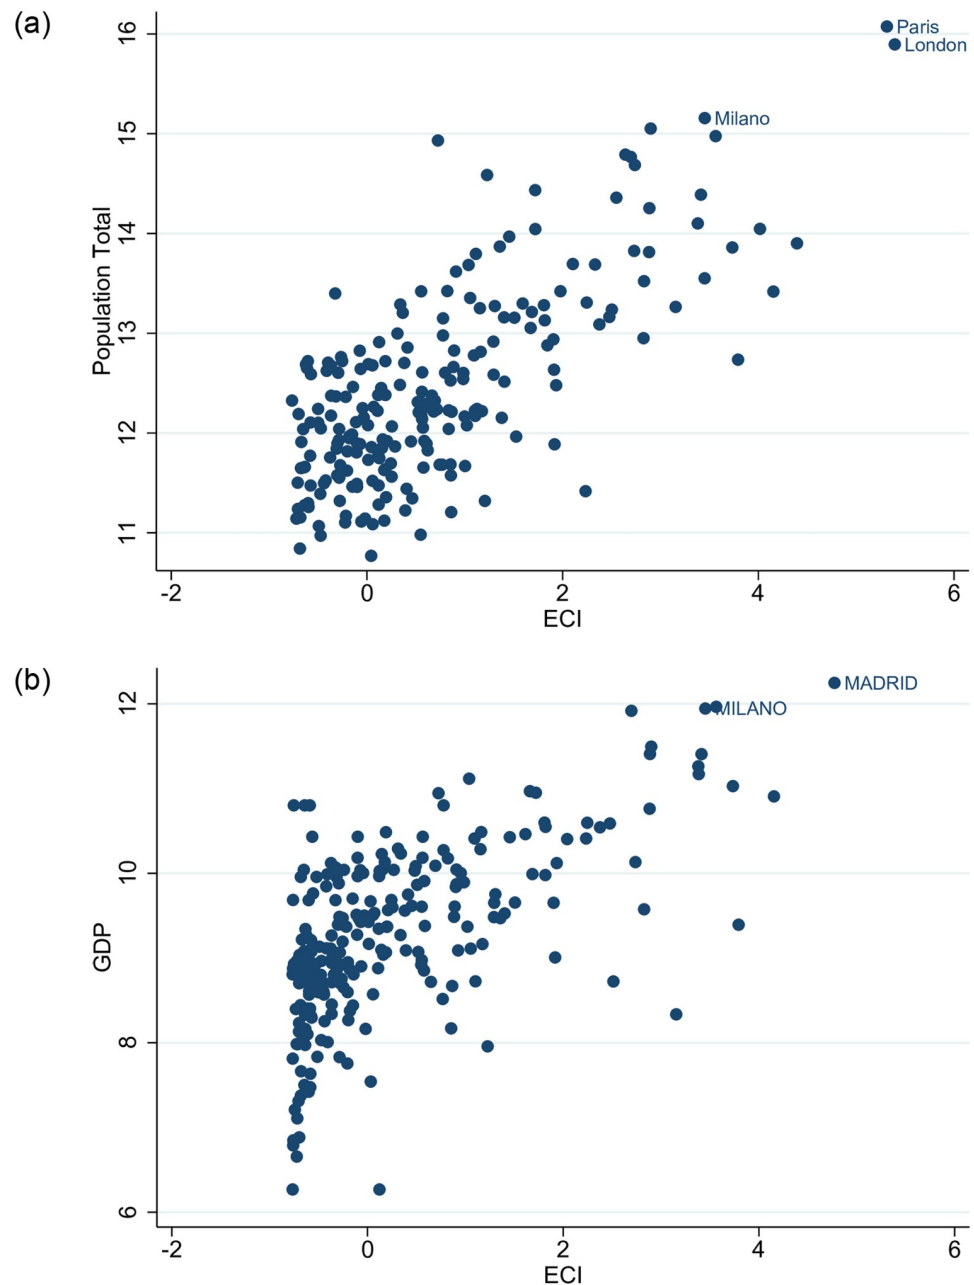 (a)
Population Total
16
15
14
13
12
11
Paris
London
Milano
-2 0 2 4 6
ECI
(b)
GDP
12
10
8
6
MADRID
MILANO
-2 0 2 4 6
ECI